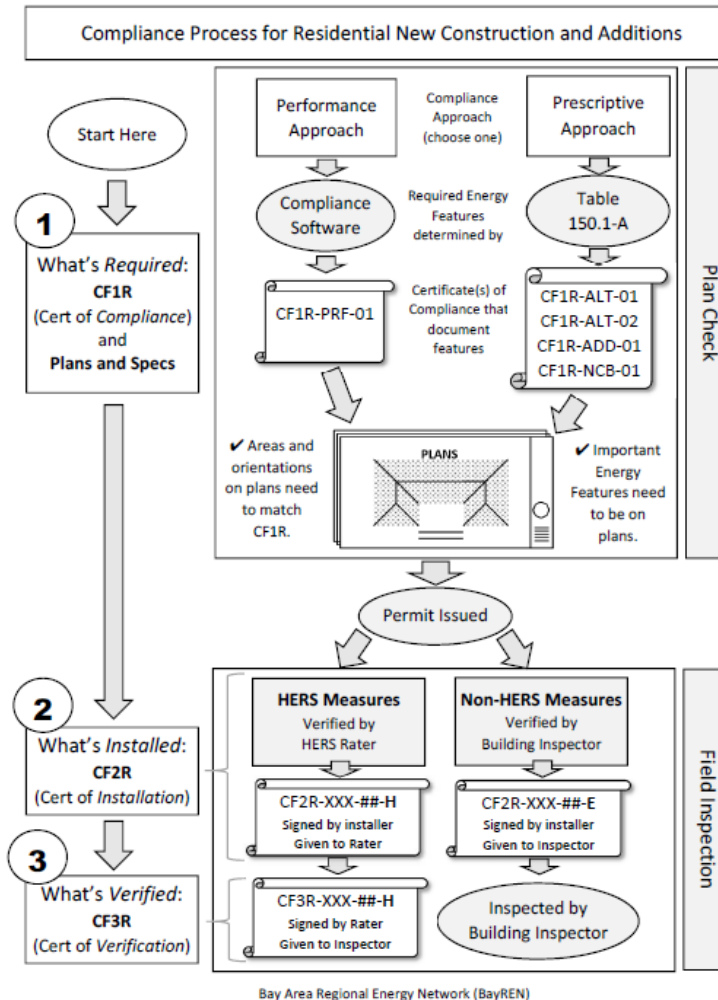 Compliance Process for Residential New Construction and Additions
Start Here
1
What's Required:
CF1R
(Cert of Compliance)
and
Plans and Specs
Performance
Approach
Compliance
Approach
(choose one)
Prescriptive
Approach
Compliance
Software
Required Energy
Features
determined by
Table
150.1-A
CF1R-PRF-01
Certificate(s) of
Compliance that
document
features
CF1R-ALT-01
CF1R-ALT-02
CF1R-ADD-01
CF1R-NCB-01
✔ Areas and
orientations
on plans need
to match
CF1R.
PLANS
✔ Important
Energy
Features need
to be on
plans.
Plan Check
Permit Issued
2
What's Installed:
CF2R
(Cert of Installation)
HERS Measures
Verified by
HERS Rater
Non-HERS Measures
Verified by
Building Inspector
CF2R-XXX-##-H
Signed by installer
Given to Rater
CF2R-XXX-##-E
Signed by installer
Given to Inspector
3
What's Verified:
CF3R
(Cert of Verification)
CF3R-XXX-##-H
Signed by Rater
Given to Inspector
Inspected by
Building Inspector
Field Inspection
Bay Area Regional Energy Network (BayREN)